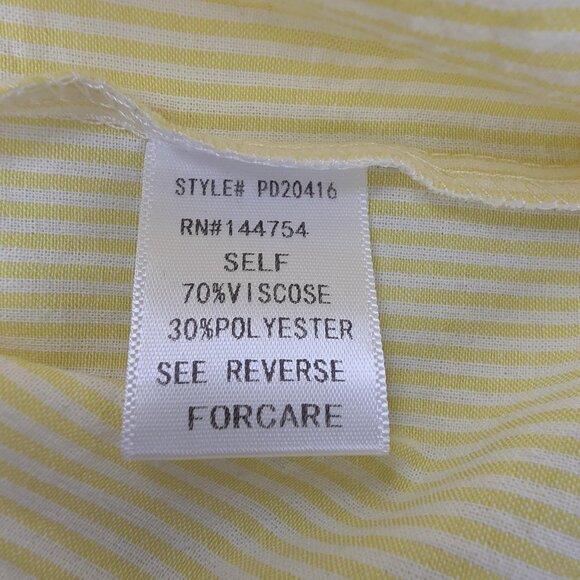 STYLE# PD20416
RN#144754
SELF
70%VISCOSE
30%POLYESTER
SEE REVERSE
FORCARE